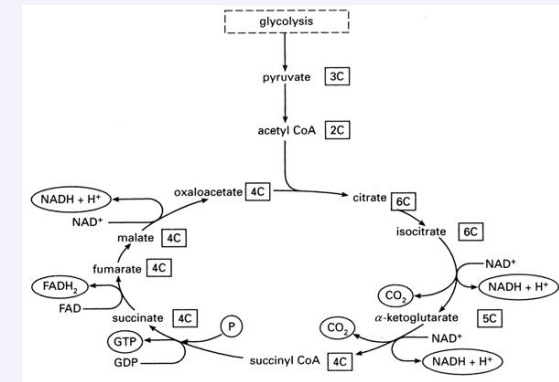 glycolysis
pyruvate 3C
acetyl CoA 2C
oxaloacetate 4C
citrate 6C
isocitrate 6C
NAD⁺
NADH + H⁺
CO₂
α-ketoglutarate 5C
NAD⁺
NADH + H⁺
CO₂
succinyl CoA 4C
P
GTP
GDP
succinate 4C
FADH₂
FAD
fumarate 4C
malate 4C
NADH + H⁺
NAD⁺